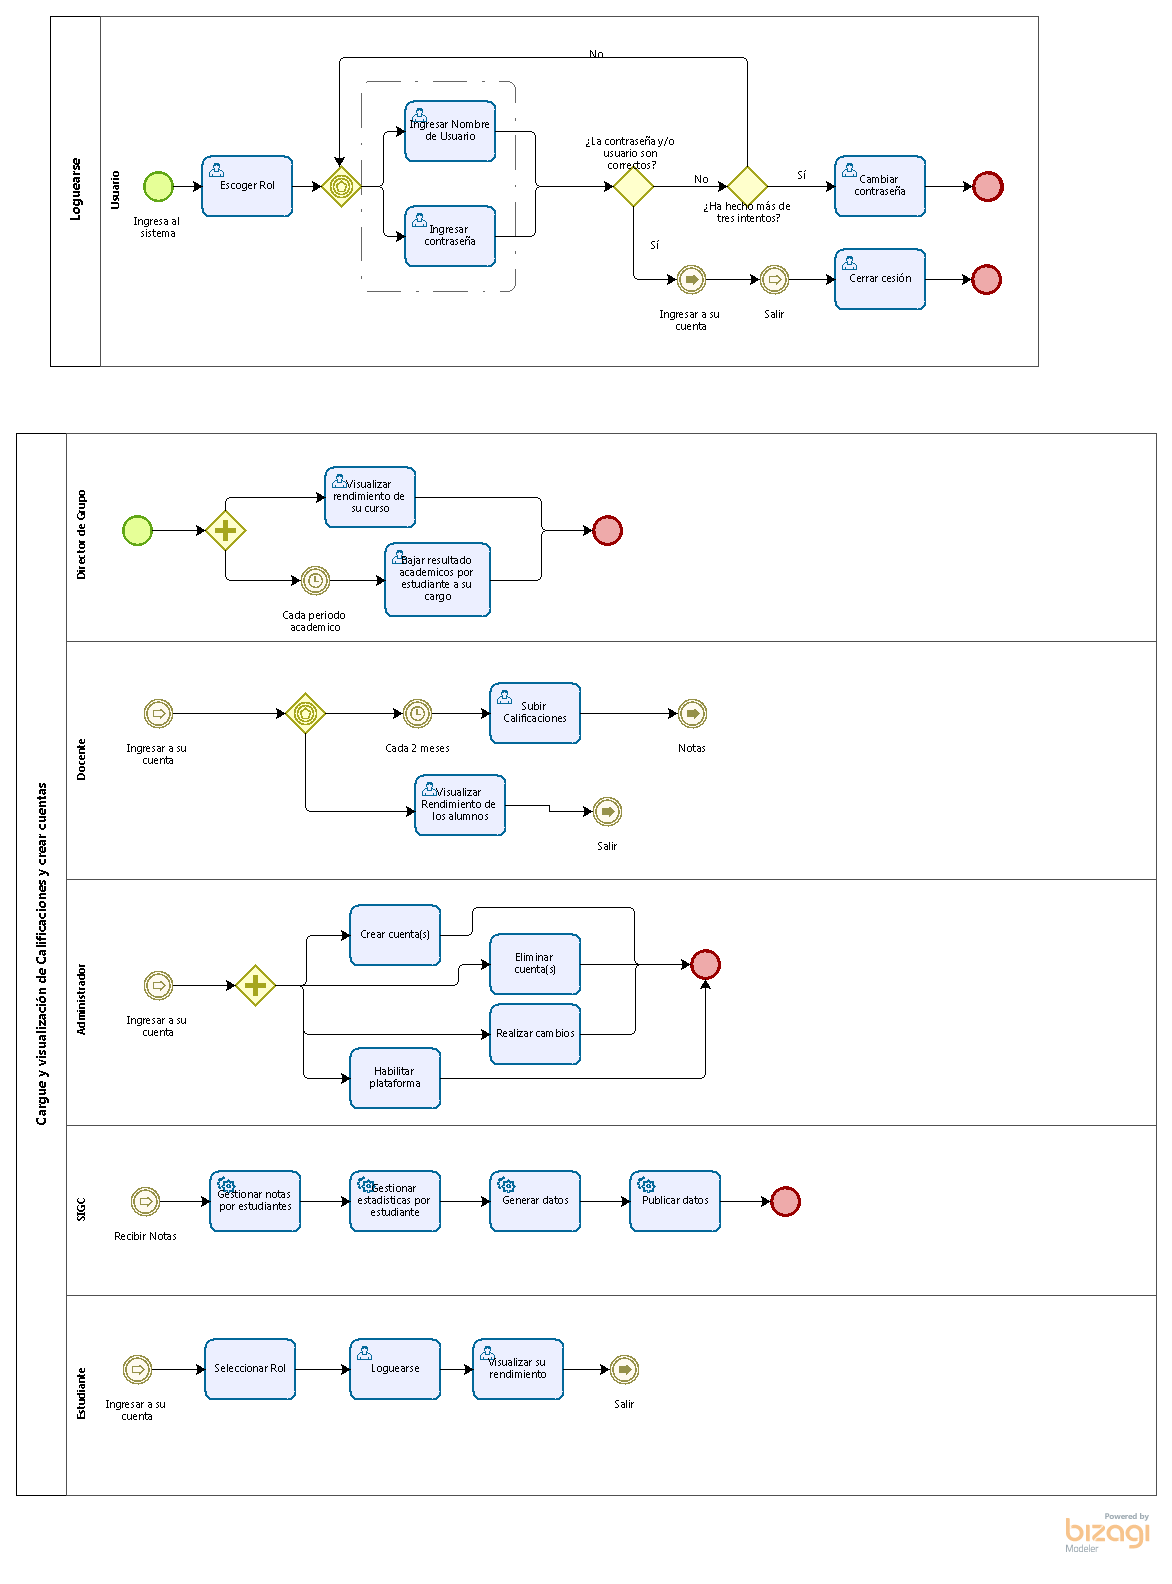 Loguearse
Usuario
No
Ingresa al
sistema
Escoger Rol
Ingresar Nombre
de Usuario
Ingresar
contraseña
¿La contraseña y/o
usuario son
correctos?
No
Sí
¿Ha hecho más de
tres intentos?
Sí
Cambiar
contraseña
Ingresar a su
cuenta
Salir
Cerrar cesión
Cargue y visualización de Calificaciones y crear cuentas
Director de Grupo
Visualizar
rendimiento de
su curso
Cada periodo
academico
Bajar resultado
academicos por
estudiante a su
cargo
Docente
Ingresar a su
cuenta
Cada 2 meses
Subir
Calificaciones
Notas
Visualizar
Rendimiento de
los alumnos
Salir
Administrador
Ingresar a su
cuenta
Crear cuenta(s)
Eliminar
cuenta(s)
Realizar cambios
Habilitar
plataforma
SIGC
Recibir Notas
Gestionar notas
por estudiantes
Gestionar
estadisticas por
estudiante
Generar datos
Publicar datos
Estudiante
Ingresar a su
cuenta
Seleccionar Rol
Loguearse
Visualizar su
rendimiento
Salir
Powered by
bizagi
Modeler